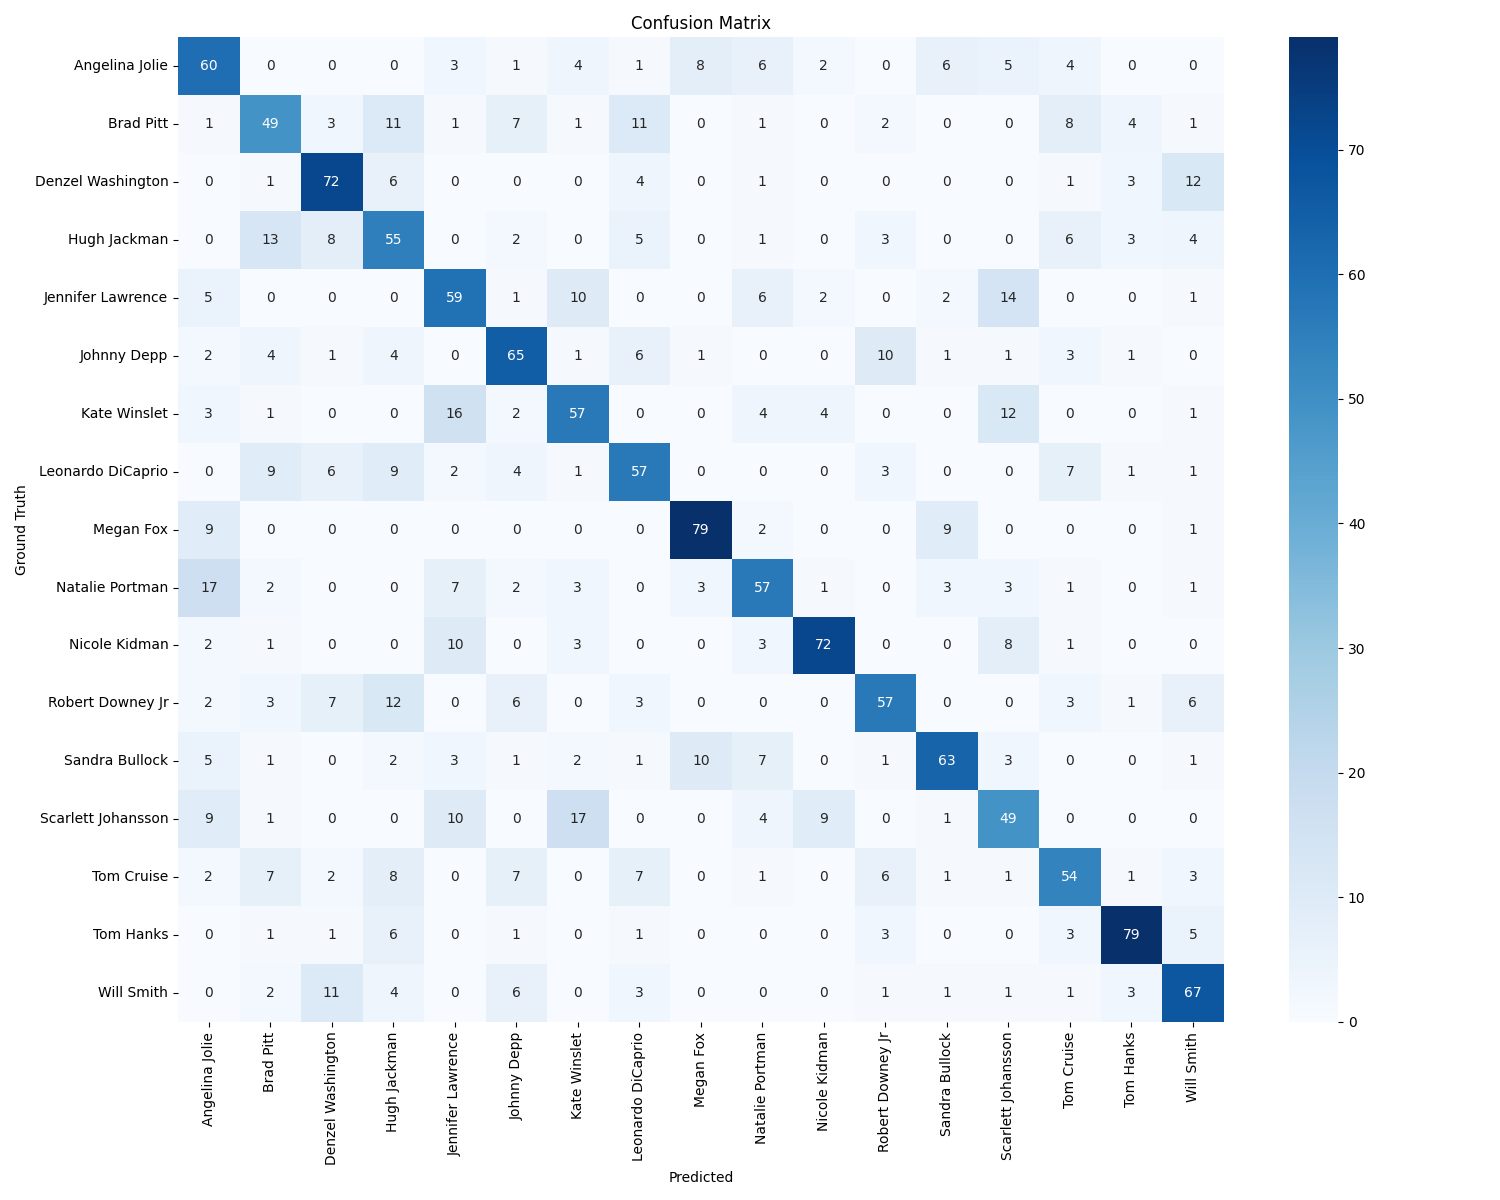 Confusion Matrix
Angelina Jolie 60 0 0 0 3 1 4 1 8 6 2 0 6 5 4 0 0
Brad Pitt 1 49 3 11 1 7 1 11 0 1 0 2 0 0 8 4 1
Denzel Washington 0 1 72 6 0 0 0 4 0 1 0 0 0 0 1 3 12
Hugh Jackman 0 13 8 55 0 2 0 5 0 1 0 3 0 0 6 3 4
Jennifer Lawrence 5 0 0 0 59 1 10 0 0 6 2 0 2 14 0 0 1
Johnny Depp 2 4 1 4 0 65 1 6 1 0 0 10 1 1 3 1 0
Kate Winslet 3 1 0 0 16 2 57 0 0 4 4 0 0 12 0 0 1
Leonardo DiCaprio 0 9 6 9 2 4 1 57 0 0 0 3 0 0 7 1 1
Megan Fox 9 0 0 0 0 0 0 0 79 2 0 0 9 0 0 0 1
Natalie Portman 17 2 0 0 7 2 3 0 3 57 1 0 3 3 1 0 1
Nicole Kidman 2 1 0 0 10 0 3 0 0 3 72 0 0 8 1 0 0
Robert Downey Jr 2 3 7 12 0 6 0 3 0 0 0 57 0 0 3 1 6
Sandra Bullock 5 1 0 2 3 1 2 1 10 7 0 1 63 3 0 0 1
Scarlett Johansson 9 1 0 0 10 0 17 0 0 4 9 0 1 49 0 0 0
Tom Cruise 2 7 2 8 0 7 0 7 0 1 0 6 1 1 54 1 3
Tom Hanks 0 1 1 6 0 1 0 1 0 0 0 3 0 0 3 79 5
Will Smith 0 2 11 4 0 6 0 3 0 0 0 1 1 1 1 3 67
Ground Truth
Angelina Jolie
Brad Pitt
Denzel Washington
Hugh Jackman
Jennifer Lawrence
Johnny Depp
Kate Winslet
Leonardo DiCaprio
Megan Fox
Natalie Portman
Nicole Kidman
Robert Downey Jr
Sandra Bullock
Scarlett Johansson
Tom Cruise
Tom Hanks
Will Smith
Predicted
70
60
50
40
30
20
10
0